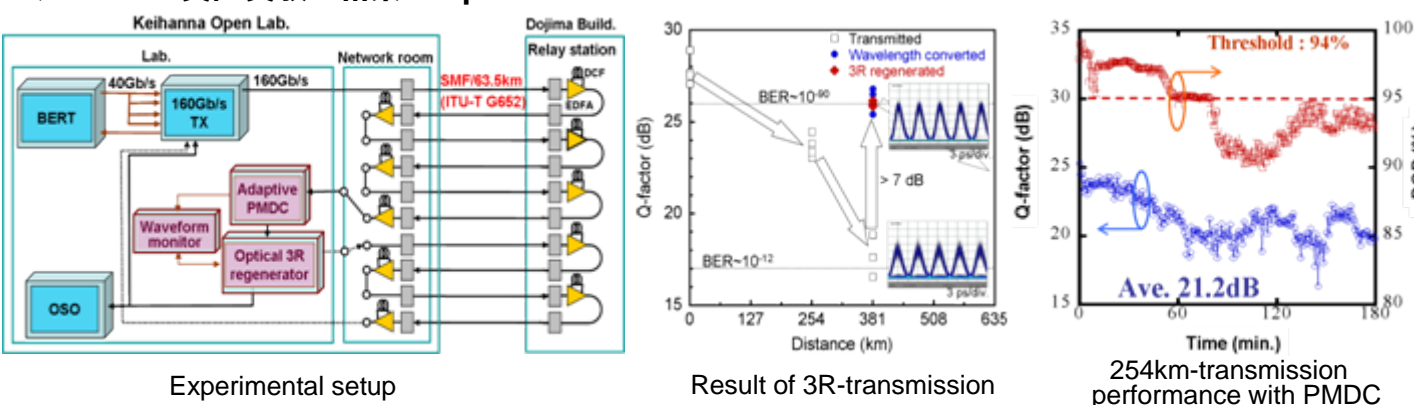 Keihanna Open Lab.
Dojima Build.
Lab.
Network room
Relay station
40Gb/s
160Gb/s
SMF/63.5km
(ITU-T G652)
DCF
EDFA
BERT
160Gb/s
TX
Adaptive
PMDC
Waveform
monitor
Optical 3R
regenerator
OSO
Experimental setup
30
25
20
15
Q-factor (dB)
Transmitted
Wavelength converted
3R regenerated
BER~10-90
3 ps/div.
> 7 dB
BER~10-12
3 ps/div.
0 127 254 381 508 635
Distance (km)
Result of 3R-transmission
35
30
25
20
15
Q-factor (dB)
Threshold : 94%
100
95
90
85
80
Ave. 21.2dB
0 60 120 180
Time (min.)
254km-transmission
performance with PMDC